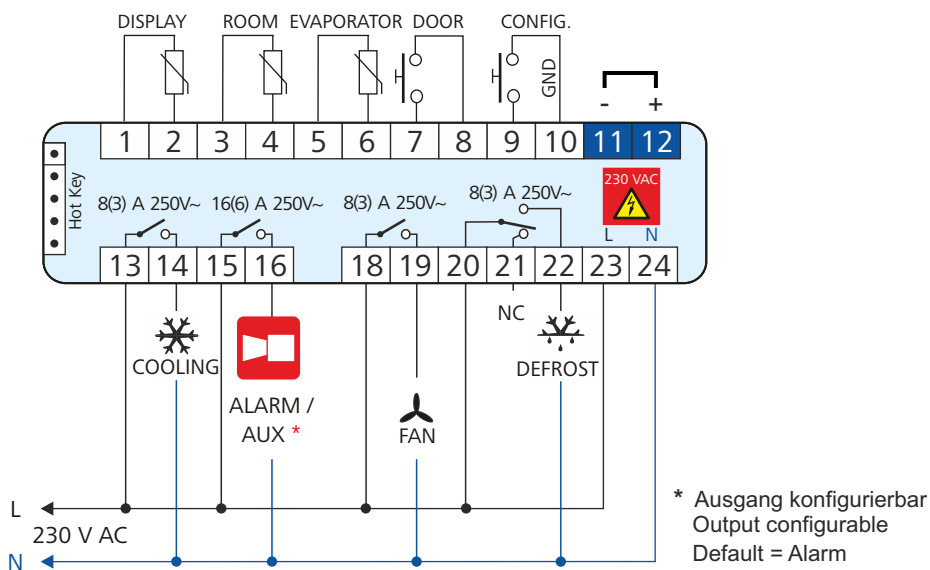 DISPLAY ROOM EVAPORATOR DOOR CONFIG.
GND
- +
1 2 3 4 5 6 7 8 9 10 11 12
Hot Key
230 VAC
8(3) A 250V~ 16(6) A 250V~ 8(3) A 250V~ 8(3) A 250V~
L N
13 14 15 16 18 19 20 21 22 23 24
NC
COOLING
DEFROST
ALARM /
AUX *
FAN
L
230 V AC
N
* Ausgang konfigurierbar
Output configurable
Default = Alarm